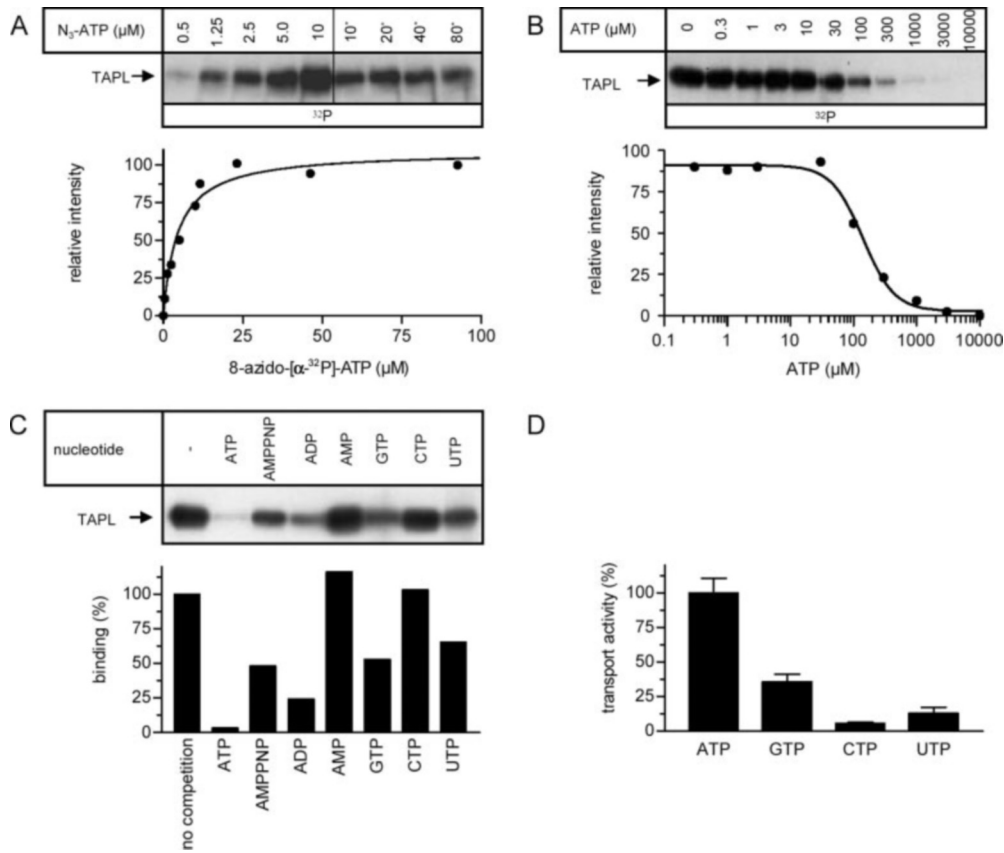 A
N₃-ATP (µM) 0.5 1.25 2.5 5.0 10 10* 20* 40* 80*
TAPL
³²P
relative intensity
100
75
50
25
0
0 25 50 75 100
8-azido-[α-³²P]-ATP (µM)
B
ATP (µM) 0 0.3 1 3 10 30 100 300 1000 3000 10000
TAPL
³²P
relative intensity
100
75
50
25
0
0.1 1 10 100 1000 10000
ATP (µM)
C
nucleotide - ATP AMPPNP ADP AMP GTP CTP UTP
TAPL
binding (%)
100
75
50
25
0
no competition ATP AMPPNP ADP AMP GTP CTP UTP
D
transport activity (%)
100
75
50
25
0
ATP GTP CTP UTP